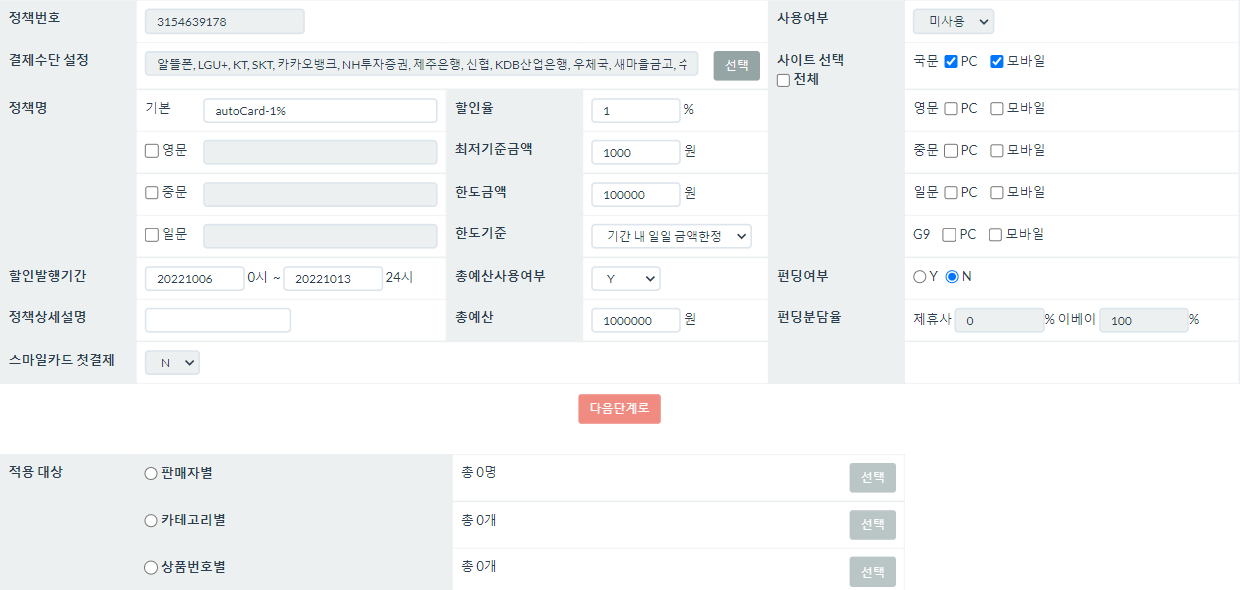 정책번호 3154639178 사용여부 미사용
결제수단 설정 알뜰폰, LGU+, KT, SKT, 카카오뱅크, NH투자증권, 제주은행, 신협, KDB산업은행, 우체국, 새마을금고, 수 선택 사이트 선택 국문 PC 모바일
전체
정책명 기본 autoCard-1% 할인율 1 % 영문 PC 모바일
영문 최저기준금액 1000 원 중문 PC 모바일
중문 한도금액 100000 원 일문 PC 모바일
일문 한도기준 기간 내 일일 금액한정 G9 PC 모바일
할인발행기간 20221006 0시 ~ 20221013 24시 총예산사용여부 Y 펀딩여부 Y N
정책상세설명 총예산 1000000 원 펀딩분담율 제휴사 0 % 이베이 100 %
스마일카드 첫결제 N
다음단계로
적용 대상 판매자별 총 0명 선택
카테고리별 총 0개 선택
상품번호별 총 0개 선택